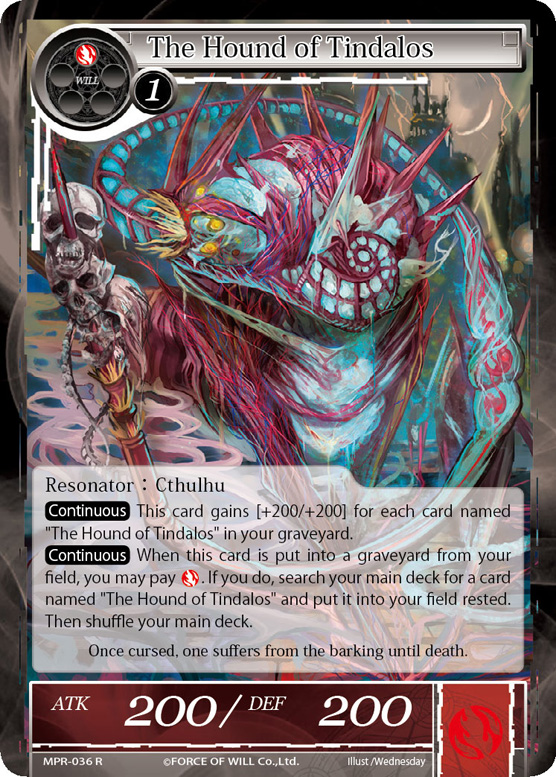 The Hound of Tindalos
WILL
1
Resonator : Cthulhu
Continuous This card gains [+200/+200] for each card named
"The Hound of Tindalos" in your graveyard.
Continuous When this card is put into a graveyard from your
field, you may pay . If you do, search your main deck for a card
named "The Hound of Tindalos" and put it into your field rested.
Then shuffle your main deck.
Once cursed, one suffers from the barking until death.
ATK 200 / DEF 200
MPR-036 R ©FORCE OF WILL Co.,Ltd. Illust /Wednesday